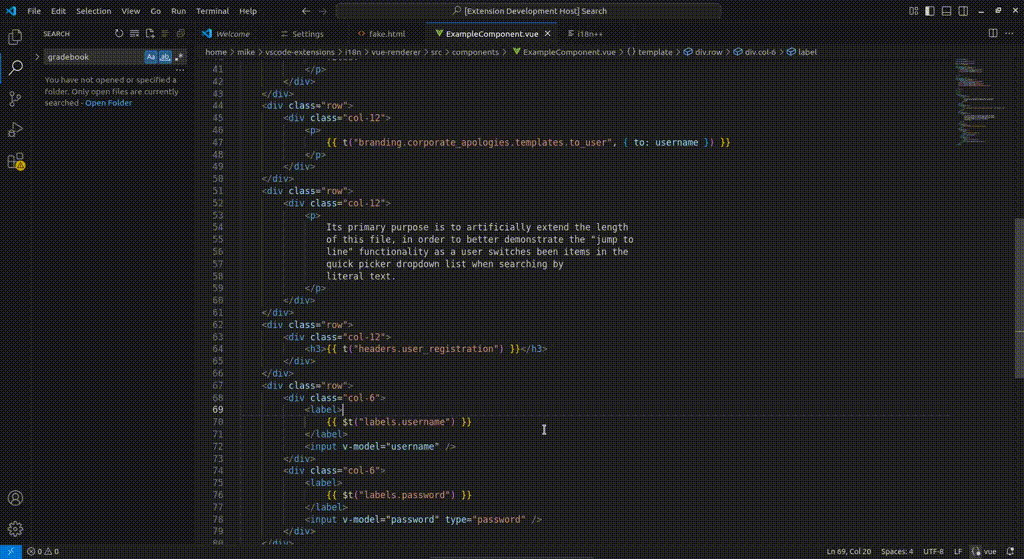 File Edit Selection View Go Run Terminal Help
[Extension Development Host] Search
SEARCH
gradebook
Aa ab .*
...
You have not opened or specified a
folder. Only open files are currently
searched - Open Folder
Welcome Settings fake.html ExampleComponent.vue i18n++
home > mike > vscode-extensions > i18n > vue-renderer > src > components > ExampleComponent.vue > {} template > div.row > div.col-6 > label
41 </p>
42 </div>
43 </div>
44 <div class="row">
45 <div class="col-12">
46 <p>
47 {{ t("branding.corporate_apologies.templates.to_user", { to: username }) }}
48 </p>
49 </div>
50 </div>
51 <div class="row">
52 <div class="col-12">
53 <p>
54 Its primary purpose is to artificially extend the length
55 of this file, in order to better demonstrate the "jump to
56 line" functionality as a user switches been items in the
57 quick picker dropdown list when searching by
58 literal text.
59 </p>
60 </div>
61 </div>
62 <div class="row">
63 <div class="col-12">
64 <h3>{{ t("headers.user_registration") }}</h3>
65 </div>
66 </div>
67 <div class="row">
68 <div class="col-6">
69 <label>
70 {{ $t("labels.username") }}
71 </label>
72 <input v-model="username" />
73 </div>
74 <div class="col-6">
75 <label>
76 {{ $t("labels.password") }}
77 </label>
78 <input v-model="password" type="password" />
79 </div>
80 </div>
0 0 Ln 69, Col 20 Spaces: 4 UTF-8 LF vue